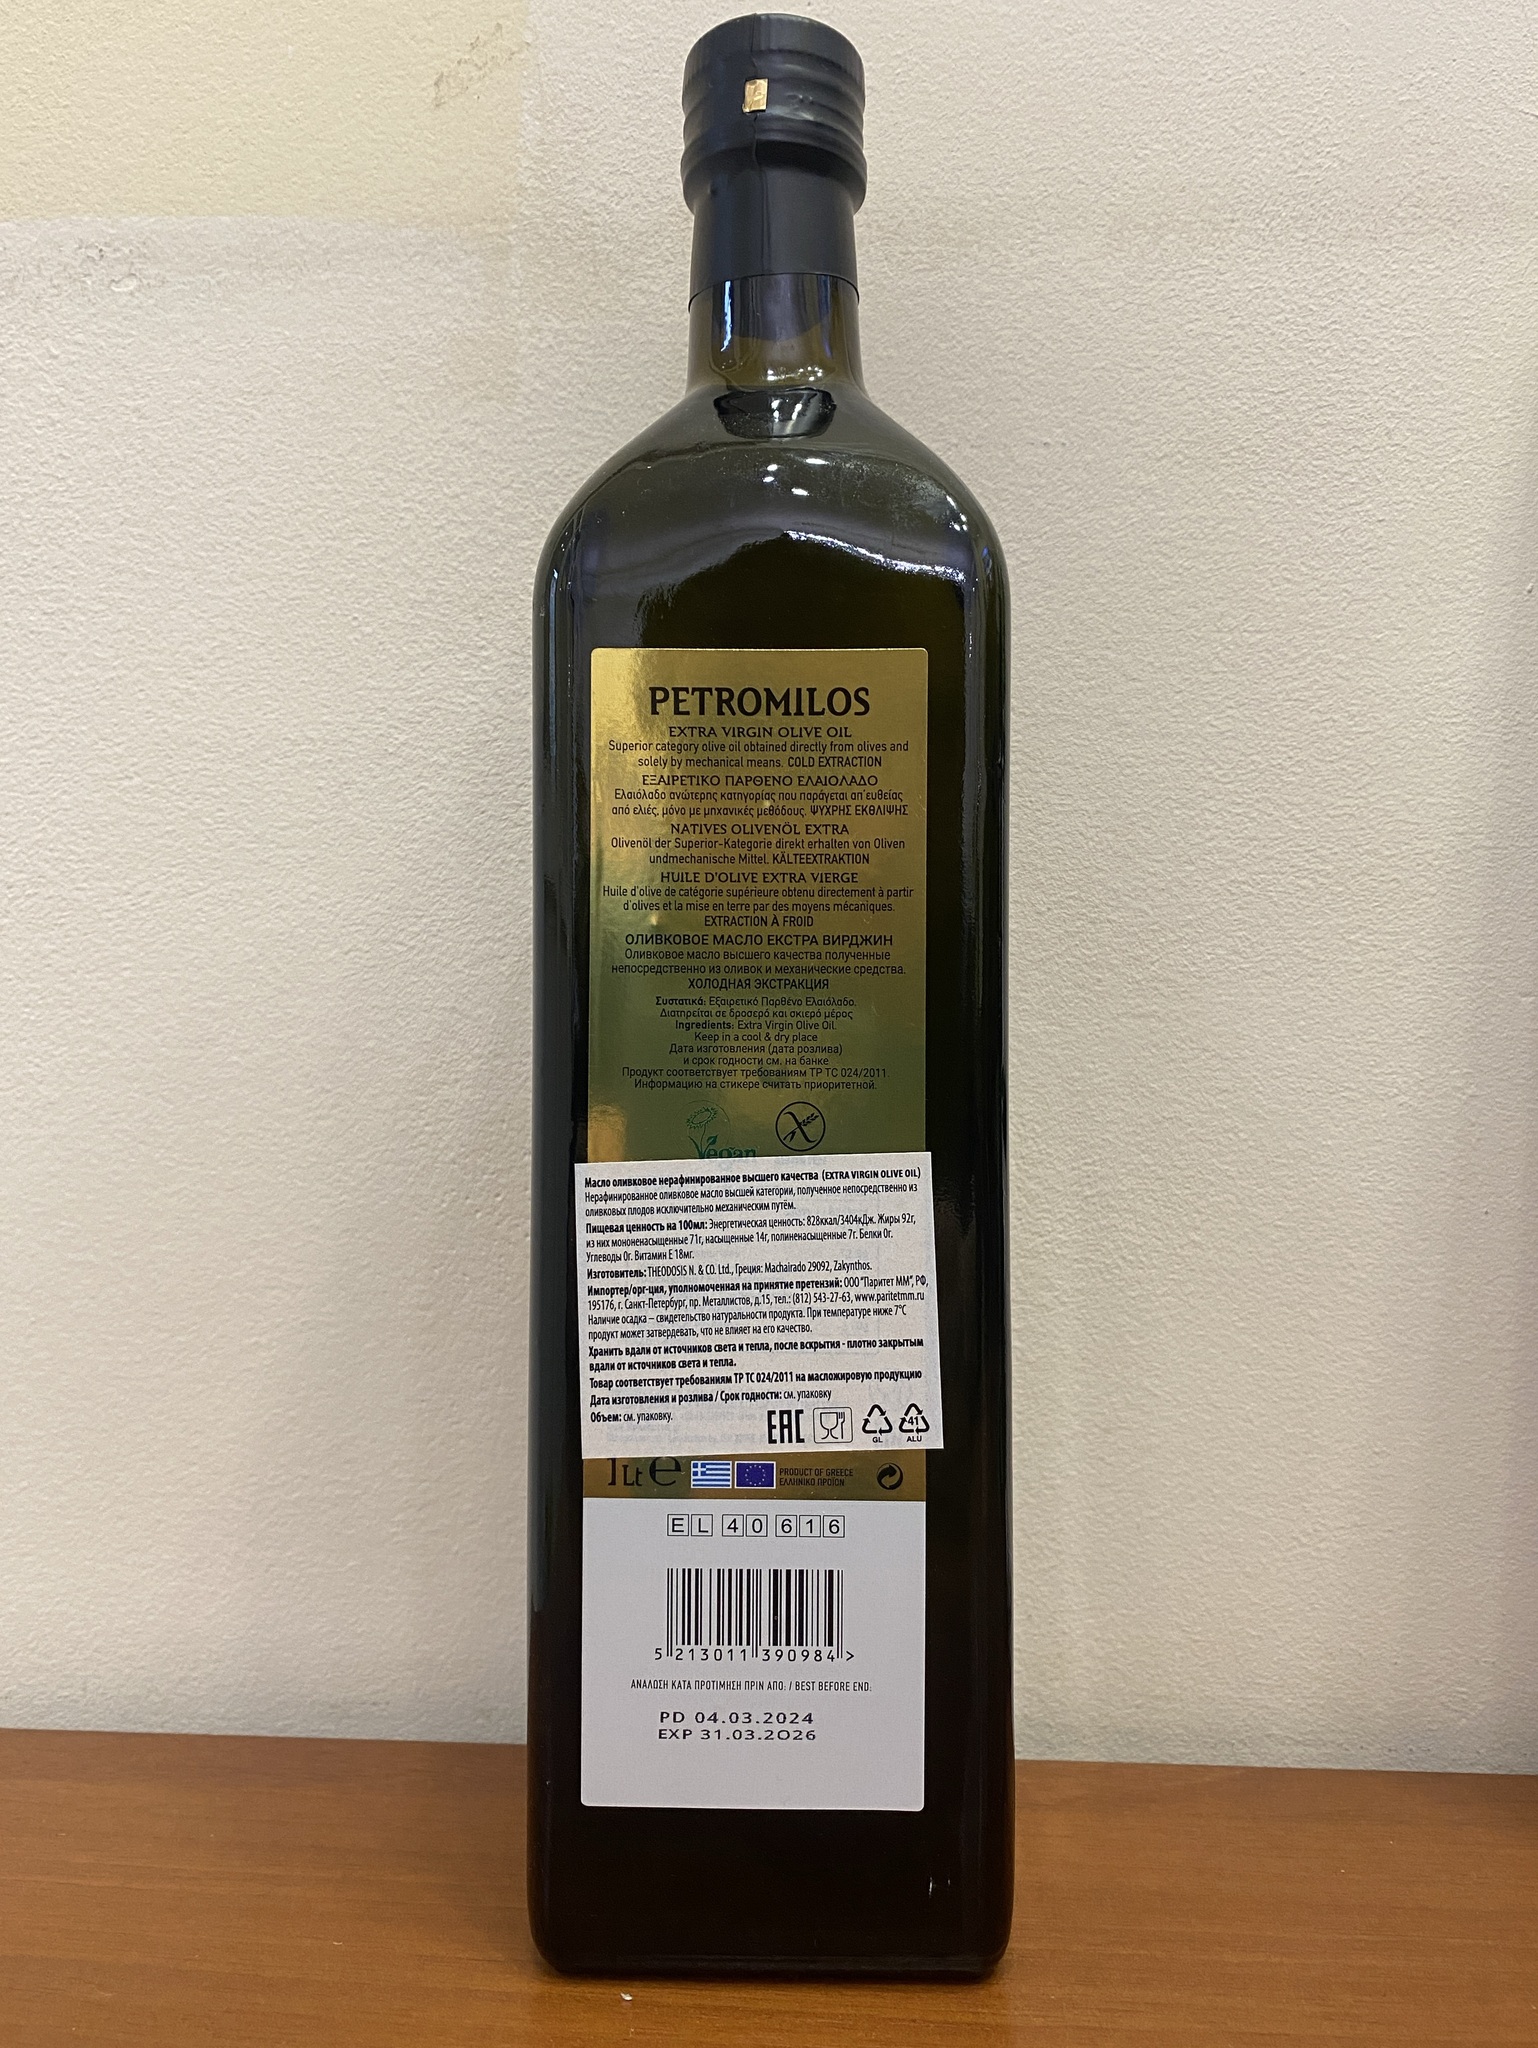 PETROMILOS
EXTRA VIRGIN OLIVE OIL
Superior category olive oil obtained directly from olives and
solely by mechanical means. COLD EXTRACTION
ΕΞΑΙΡΕΤΙΚΟ ΠΑΡΘΕΝΟ ΕΛΑΙΟΛΑΔΟ
Ελαιόλαδο ανώτερης κατηγορίας που παράγεται απ'ευθείας
από ελιές, μόνο με μηχανικές μεθόδους. ΨΥΧΡΗΣ ΕΚΘΛΙΨΗΣ
NATIVES OLIVENÖL EXTRA
Olivenöl der Superior-Kategorie direkt erhalten von Oliven
undmechanische Mittel. KÄLTEEXTRAKTION
HUILE D'OLIVE EXTRA VIERGE
Huile d'olive de catégorie supérieure obtenu directement à partir
d'olives et la mise en terre par des moyens mécaniques.
EXTRACTION À FROID
ОЛИВКОВОЕ МАСЛО ЕКСТРА ВИРДЖИН
Оливковое масло высшего качества полученные
непосредственно из оливок и механические средства.
ХОЛОДНАЯ ЭКСТРАКЦИЯ
Συστατικά: Εξαιρετικό Παρθένο Ελαιόλαδο.
Διατηρείται σε δροσερό και σκιερό μέρος
Ingredients: Extra Virgin Olive Oil.
Keep in a cool & dry place
Дата изготовления (дата розлива)
и срок годности см. на банке
Продукт соответствует требованиям ТР ТС 024/2011.
Информацию на стикере считать приоритетной.
Vegan
Масло оливковое нерафинированное высшего качества (EXTRA VIRGIN OLIVE OIL)
Нерафинированное оливковое масло высшей категории, полученное непосредственно из
оливковых плодов исключительно механическим путём.
Пищевая ценность на 100мл: Энергетическая ценность: 828ккал/3404кДж. Жиры 92г,
из них мононенасыщенные 71г, насыщенные 14г, полиненасыщенные 7г. Белки 0г.
Углеводы 0г. Витамин Е 18мг.
Изготовитель: THEODOSIS N. & CO. Ltd., Греция: Machairado 29092, Zakynthos.
Импортер/орг-ция, уполномоченная на принятие претензий: ООО "Паритет ММ", РФ,
195176, г. Санкт-Петербург, пр. Металлистов, д.15, тел.: (812) 543-27-63, www.paritetmm.ru
Наличие осадка – свидетельство натуральности продукта. При температуре ниже 7°С
продукт может затвердевать, что не влияет на его качество.
Хранить вдали от источников света и тепла, после вскрытия - плотно закрытым
вдали от источников света и тепла.
Товар соответствует требованиям ТР ТС 024/2011 на масложировую продукцию
Дата изготовления и розлива / Срок годности: см. упаковку
Объем: см. упаковку.
EAC
GL
41
ALU
1Lt e
PRODUCT OF GREECE
ΕΛΛΗΝΙΚΟ ΠΡΟΪΟΝ
EL 40 616
5 213011 390984 >
ΑΝΑΛΩΣΗ ΚΑΤΑ ΠΡΟΤΙΜΗΣΗ ΠΡΙΝ ΑΠΟ: / BEST BEFORE END:
PD 04.03.2024
EXP 31.03.2026